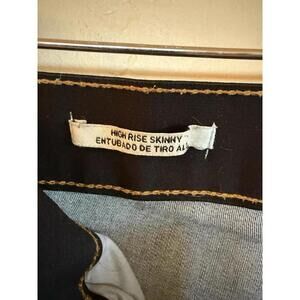 HIGH RISE SKINNY
ENTUBADO DE TIRO AL